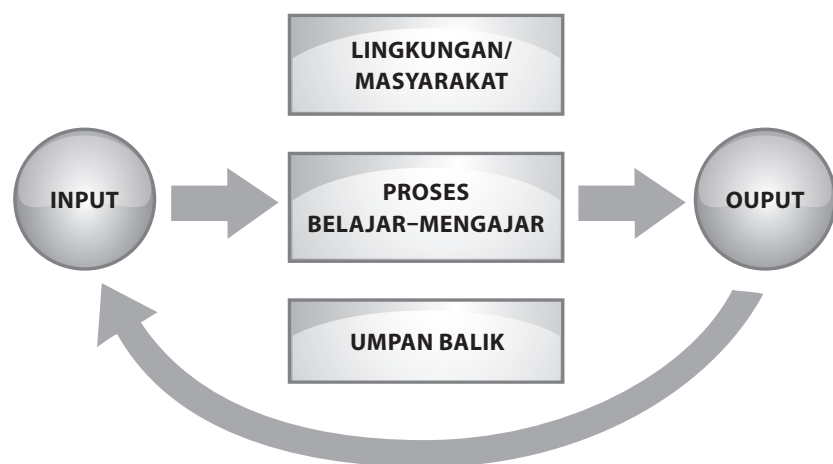 LINGKUNGAN/
MASYARAKAT
INPUT
PROSES
BELAJAR–MENGAJAR
OUPUT
UMPAN BALIK